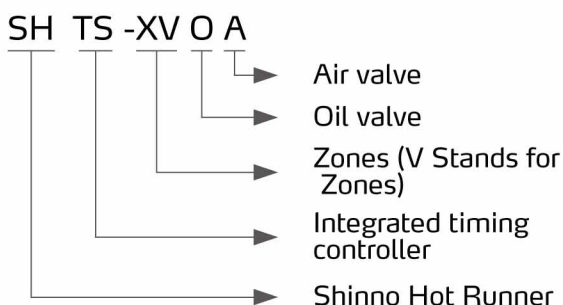 SH TS -XV O A
Air valve
Oil valve
Zones (V Stands for
Zones)
Integrated timing
controller
Shinno Hot Runner